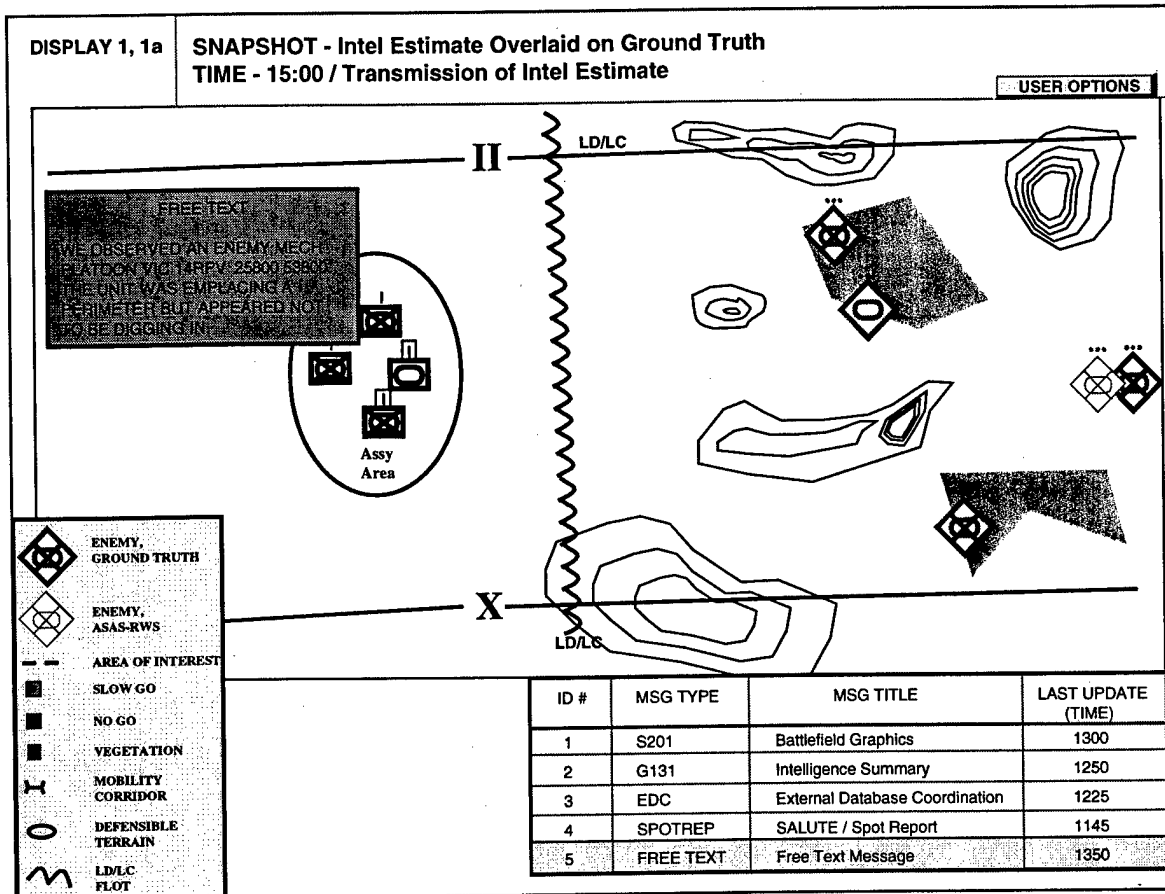 DISPLAY 1, 1a
SNAPSHOT - Intel Estimate Overlaid on Ground Truth
TIME - 15:00 / Transmission of Intel Estimate
USER OPTIONS
LD/LC
II
FREE TEXT
WE OBSERVED AN ENEMY MECH
PLATOON VIC 14RPV 25800 53800
THE UNIT WAS EMPLACING A
PERIMETER BUT APPEARED NOT
TO BE DIGGING IN
Assy
Area
X
LD/LC
ENEMY,
GROUND TRUTH
ENEMY,
ASAS-RWS
AREA OF INTEREST
SLOW GO
NO GO
VEGETATION
MOBILITY
CORRIDOR
DEFENSIBLE
TERRAIN
LD/LC
FLOT
ID # MSG TYPE MSG TITLE LAST UPDATE
(TIME)
1 S201 Battlefield Graphics 1300
2 G131 Intelligence Summary 1250
3 EDC External Database Coordination 1225
4 SPOTREP SALUTE / Spot Report 1145
5 FREE TEXT Free Text Message 1350